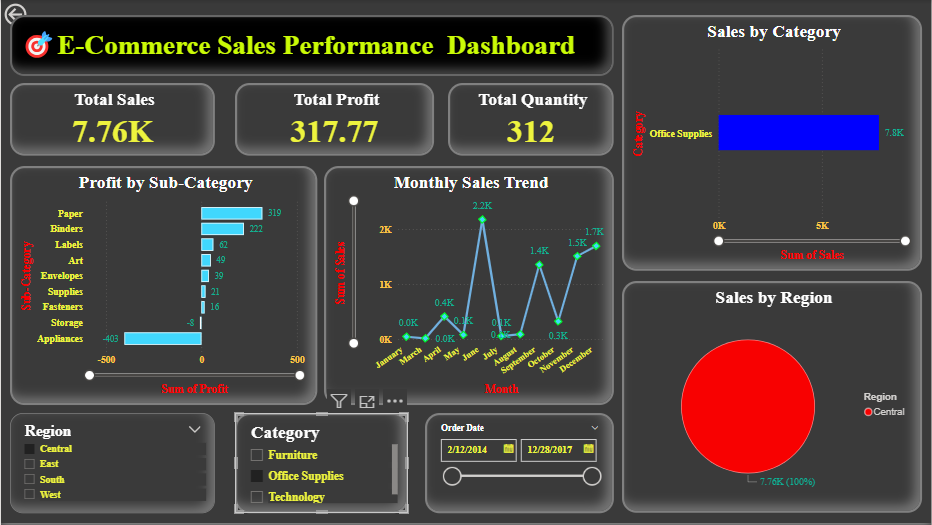 🎯 E-Commerce Sales Performance Dashboard
Total Sales
7.76K
Total Profit
317.77
Total Quantity
312
Profit by Sub-Category
Sub-Category
Paper 319
Binders 222
Labels 62
Art 49
Envelopes 39
Supplies 21
Fasteners 16
Storage -8
Appliances -403
-500 0 500
Sum of Profit
Monthly Sales Trend
Sum of Sales
2K
1K
0K
0.0K
0.0K
0.4K
0.1K
2.2K
0.1K
1.4K
0.3K
1.5K
1.7K
January
March
April
May
June
July
August
September
October
November
December
Month
Sales by Category
Category
Office Supplies 7.8K
0K 5K
Sum of Sales
Sales by Region
Region
Central
7.76K (100%)
Region
Central
East
South
West
Category
Furniture
Office Supplies
Technology
Order Date
2/12/2014 12/28/2017